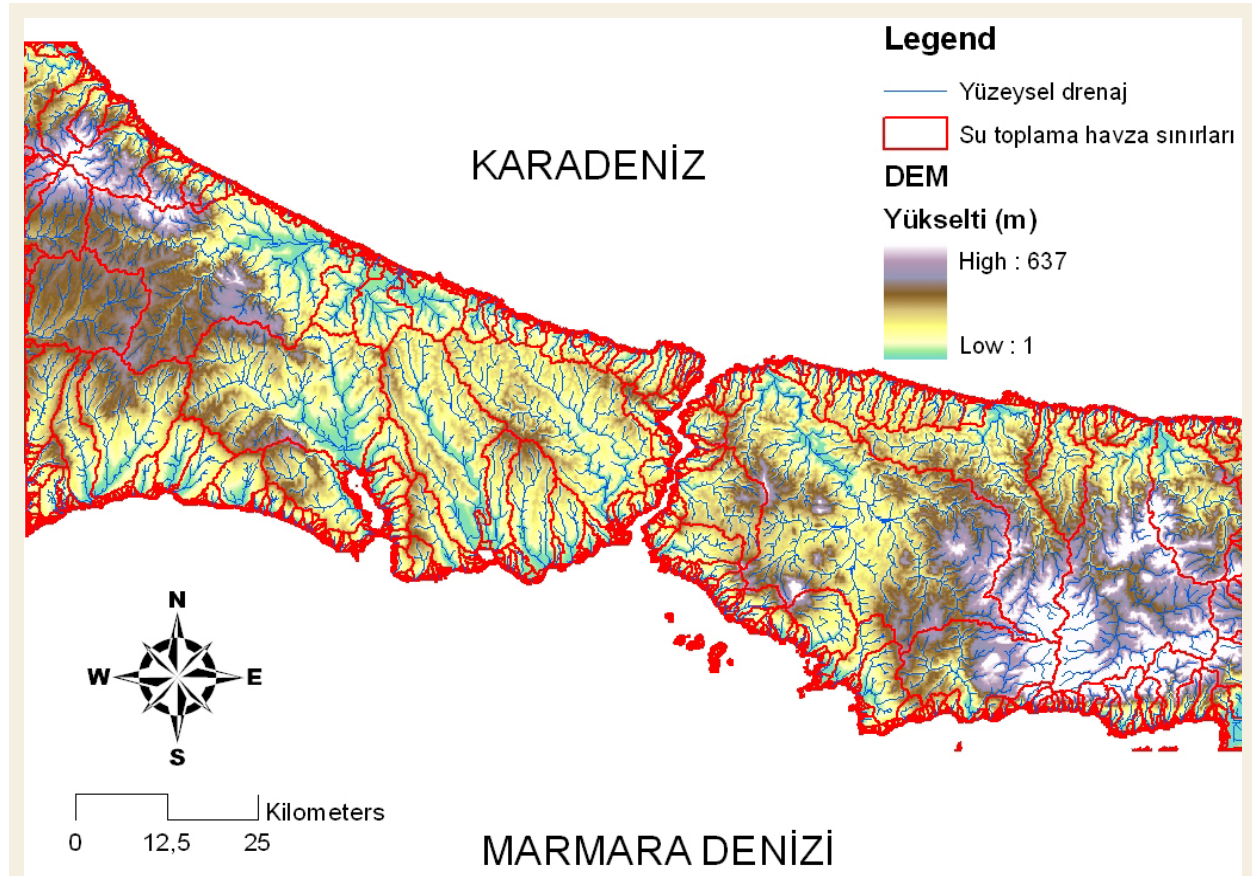 Legend
Yüzeysel drenaj
Su toplama havza sınırları
DEM
Yükselti (m)
High : 637
Low : 1
KARADENİZ
N
W E
S
Kilometers
0 12,5 25
MARMARA DENİZİ